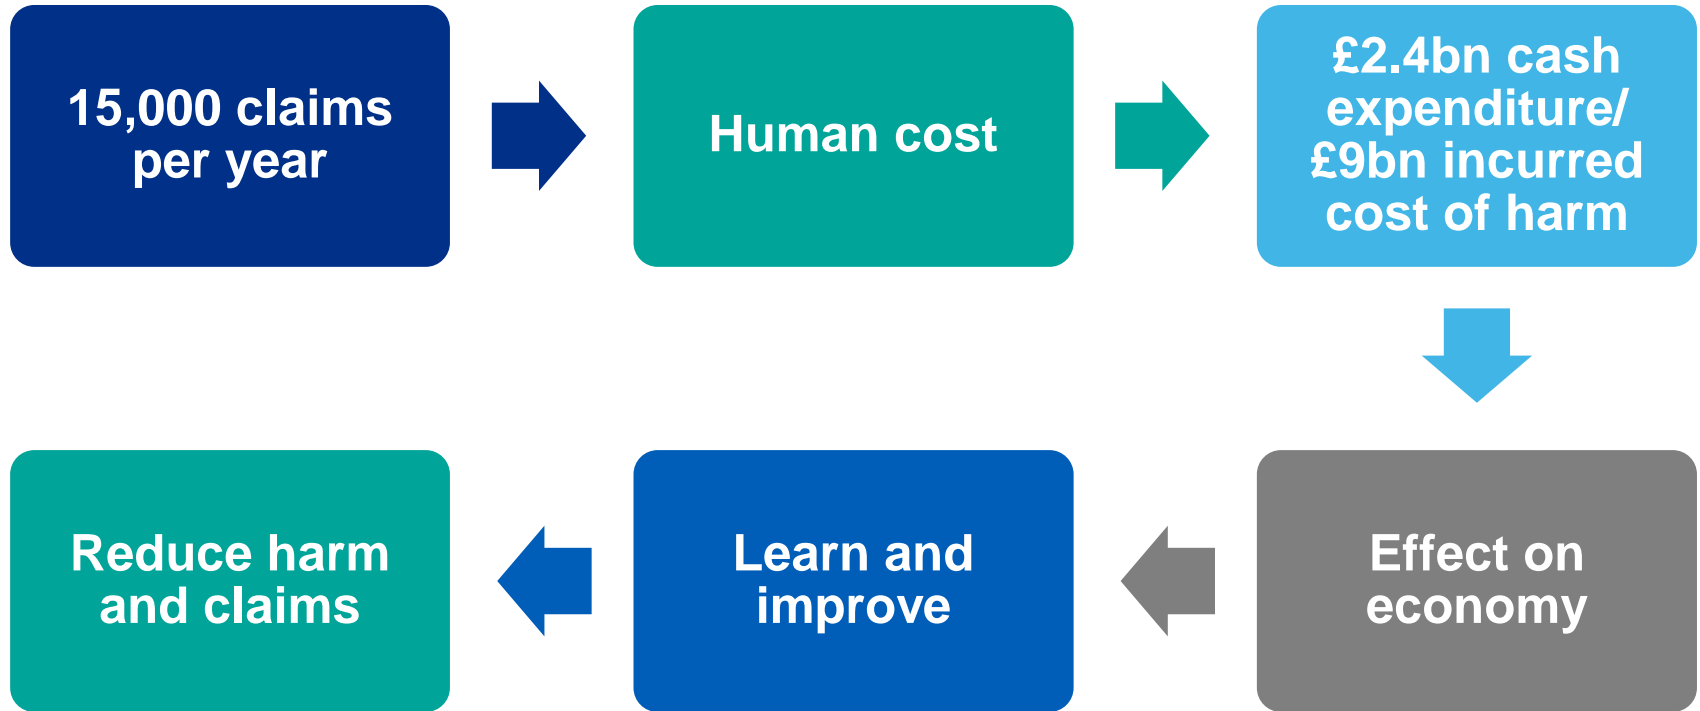 15,000 claims
per year
Human cost
£2.4bn cash
expenditure/
£9bn incurred
cost of harm
Effect on
economy
Learn and
improve
Reduce harm
and claims